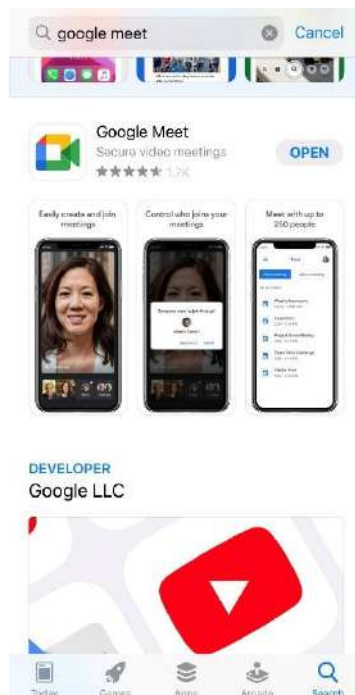 google meet
Cancel
Google Meet
Secure video meetings
OPEN
1.7K
Easily create and join
meetings
Control who joins your
meetings
Meet with up to
250 people
DEVELOPER
Google LLC
Today
Games
Apps
Arcade
Search